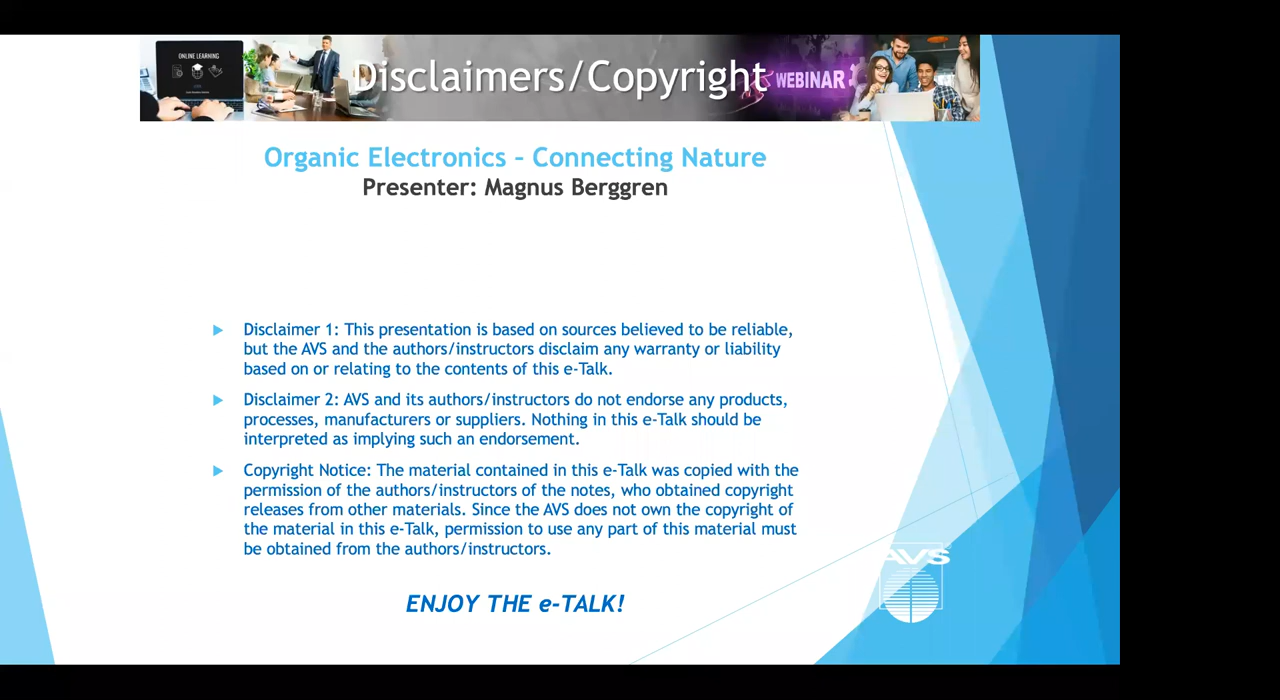 ONLINE LEARNING
Disclaimers/Copyright
WEBINAR
Organic Electronics – Connecting Nature
Presenter: Magnus Berggren
Disclaimer 1: This presentation is based on sources believed to be reliable,
but the AVS and the authors/instructors disclaim any warranty or liability
based on or relating to the contents of this e-Talk.
Disclaimer 2: AVS and its authors/instructors do not endorse any products,
processes, manufacturers or suppliers. Nothing in this e-Talk should be
interpreted as implying such an endorsement.
Copyright Notice: The material contained in this e-Talk was copied with the
permission of the authors/instructors of the notes, who obtained copyright
releases from other materials. Since the AVS does not own the copyright of
the material in this e-Talk, permission to use any part of this material must
be obtained from the authors/instructors.
AVS
ENJOY THE e-TALK!